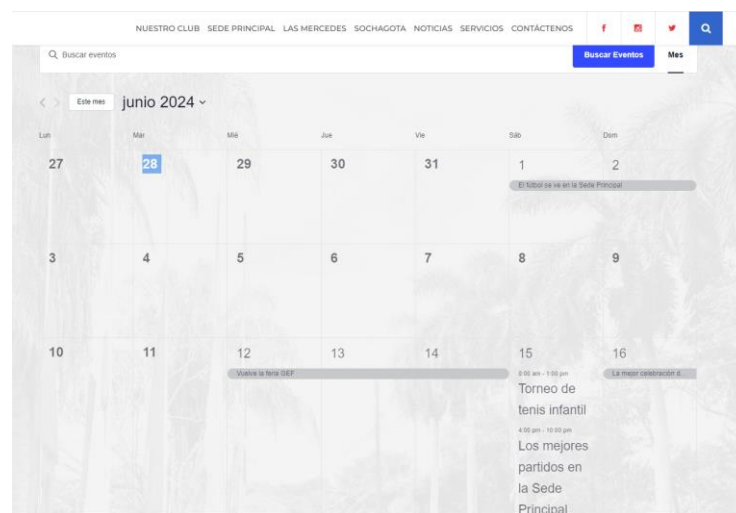 NUESTRO CLUB SEDE PRINCIPAL LAS MERCEDES SOCHAGOTA NOTICIAS SERVICIOS CONTÁCTENOS
Buscar eventos Buscar Eventos Mes
Este mes junio 2024
Lun Mar Mié Jue Vie Sáb Dom
27 28 29 30 31 1 2
El fútbol se ve en la Sede Principal
3 4 5 6 7 8 9
10 11 12 13 14 15 16
Vuelve la feria GEF
8:00 am - 1:00 pm
La mejor celebración d...
Torneo de
tenis infantil
4:00 pm - 10:00 pm
Los mejores
partidos en
la Sede
Principal